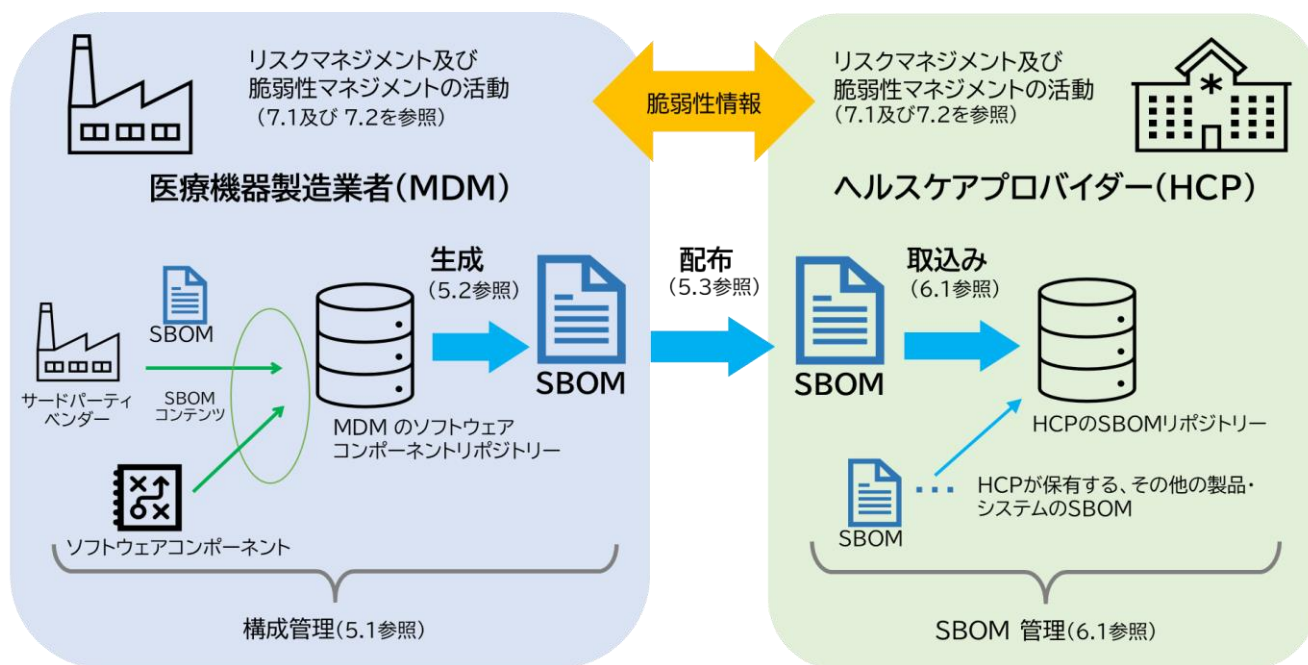 リスクマネジメント及び
脆弱性マネジメントの活動
(7.1及び 7.2を参照)
医療機器製造業者(MDM)
脆弱性情報
リスクマネジメント及び
脆弱性マネジメントの活動
(7.1及び7.2を参照)
ヘルスケアプロバイダー(HCP)
サードパーティ
ベンダー
SBOM
SBOM
コンテンツ
ソフトウェアコンポーネント
MDM のソフトウェア
コンポーネントリポジトリー
生成
(5.2参照)
SBOM
構成管理(5.1参照)
配布
(5.3参照)
SBOM
取込み
(6.1参照)
HCPのSBOMリポジトリー
SBOM
・・・ HCPが保有する、その他の製品・
システムのSBOM
SBOM 管理(6.1参照)